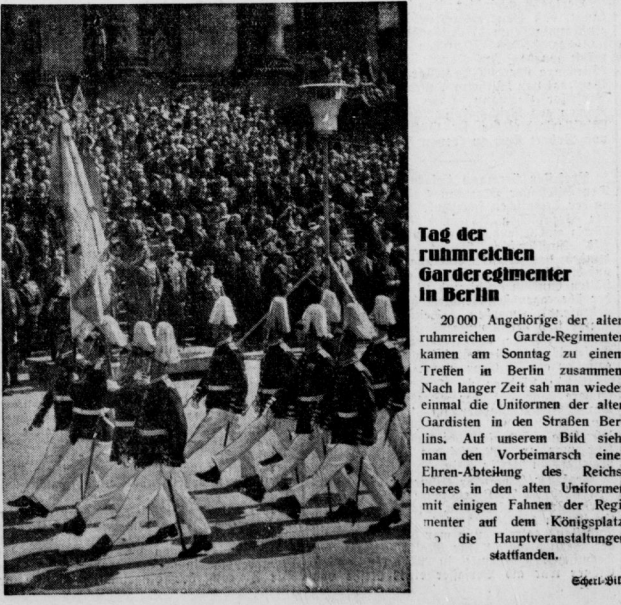 Tag der
ruhmreichen
Garderegimenter
in Berlin
20 000 Angehörige der alten
ruhmreichen Garde-Regimenter
kamen am Sonntag zu einem
Treffen in Berlin zusammen
Nach langer Zeit sah man wieder
einmal die Uniformen der alten
Gardisten in den Straßen Ber
lins. Auf unserem Bild sieh
man den Vorbeimarsch eine
Ehren-Abteilung des Reichs
heeres in den alten Uniformen
mit einigen Fahnen der Regi
menter auf dem Königsplatz
die Hauptveranstaltungen
stattfanden.
Scherl-Bild